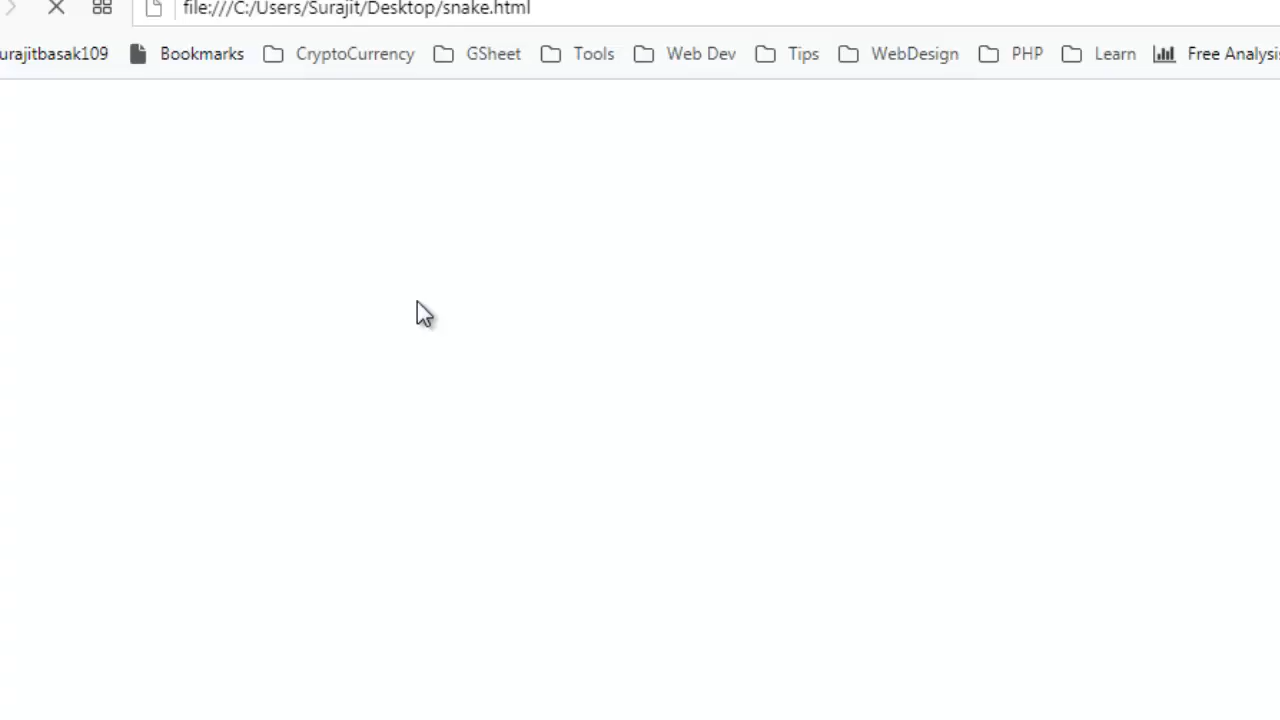 file:///C:/Users/Surajit/Desktop/snake.html
urajitbasak109 Bookmarks CryptoCurrency GSheet Tools Web Dev Tips WebDesign PHP Learn Free Analysis